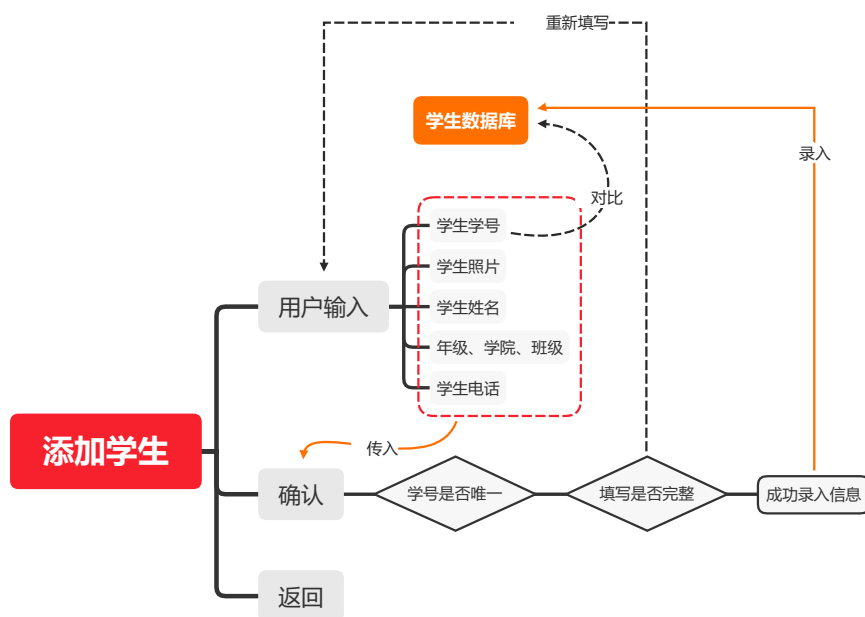 重新填写
学生数据库
录入
对比
学生学号
学生照片
用户输入
学生姓名
年级、学院、班级
学生电话
添加学生
传入
确认
学号是否唯一
填写是否完整
成功录入信息
返回